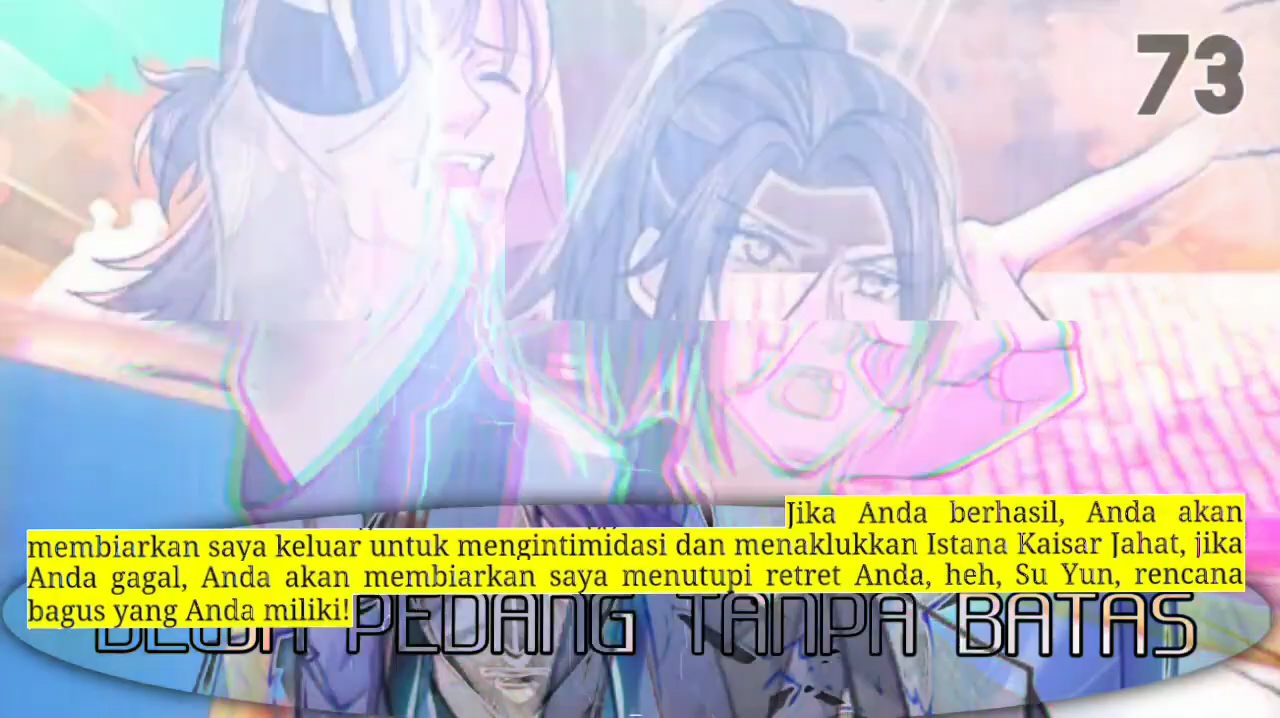 73
Jika Anda berhasil, Anda akan
membiarkan saya keluar untuk mengintimidasi dan menaklukkan Istana Kaisar Jahat, jika
Anda gagal, Anda akan membiarkan saya menutupi retret Anda, heh, Su Yun, rencana
bagus yang Anda miliki!
DEWA PEDANG TANPA BATAS